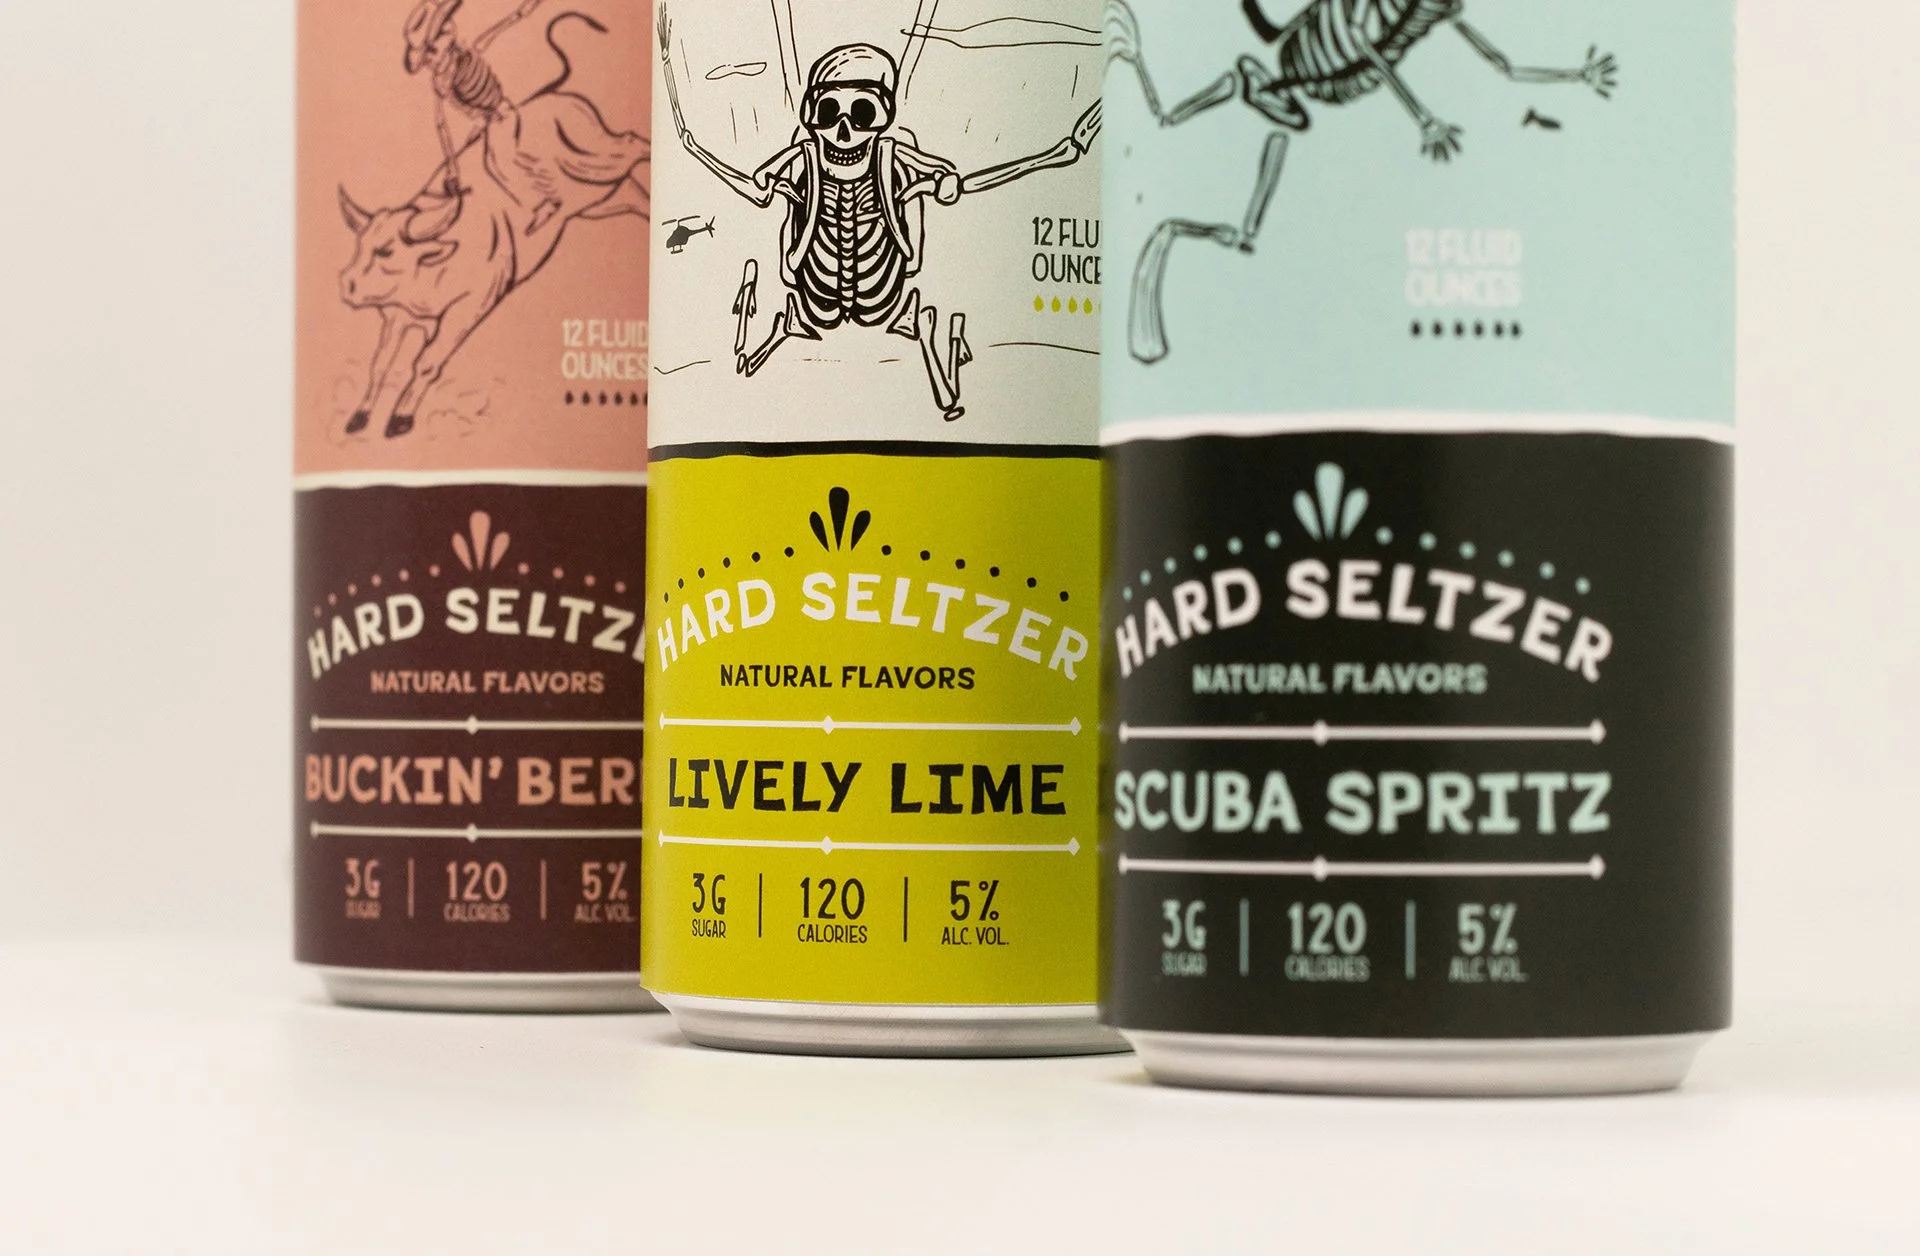 12 FLUID
OUNCES
HARD SELTZE
NATURAL FLAVORS
BUCKIN' BER
3G
SUGAR
120
CALORIES
5%
ALC. VOL.
12 FLU
OUNCE
HARD SELTZER
NATURAL FLAVORS
LIVELY LIME
3G
SUGAR
120
CALORIES
5%
ALC. VOL.
12 FLUID
OUNCES
HARD SELTZER
NATURAL FLAVORS
SCUBA SPRITZ
3G
SUGAR
120
CALORIES
5%
ALC. VOL.